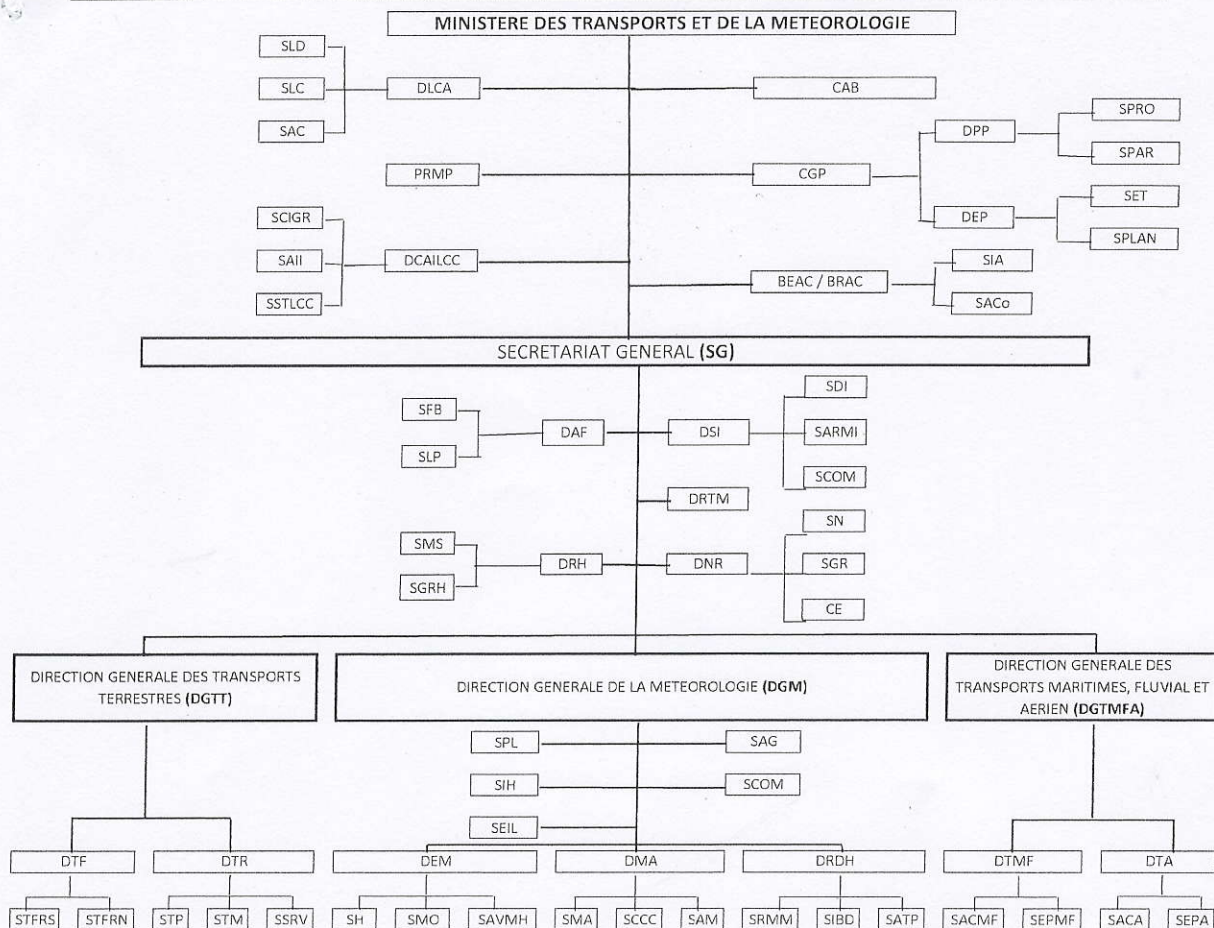 MINISTERE DES TRANSPORTS ET DE LA METEOROLOGIE
SLD
SLC
DLCA
CAB
SAC
SPRO
DPP
SPAR
PRMP
CGP
SCIGR
SET
DEP
SPLAN
SAII
DCAILCC
SIA
BEAC / BRAC
SSTLCC
SACo
SECRETARIAT GENERAL (SG)
SFB
SDI
DAF
DSI
SARMI
SLP
SCOM
DRTM
SN
SMS
DRH
DNR
SGR
SGRH
CE
DIRECTION GENERALE DES TRANSPORTS
TERRESTRES (DGTT)
DIRECTION GENERALE DE LA METEOROLOGIE (DGM)
DIRECTION GENERALE DES
TRANSPORTS MARITIMES, FLUVIAL ET
AERIEN (DGTMFA)
SPL
SAG
SIH
SCOM
SEIL
DTF
DTR
DEM
DMA
DRDH
DTMF
DTA
STFRS
STFRN
STP
STM
SSRV
SH
SMO
SAVMH
SMA
SCCC
SAM
SRMM
SIBD
SATP
SACMF
SEPMF
SACA
SEPA